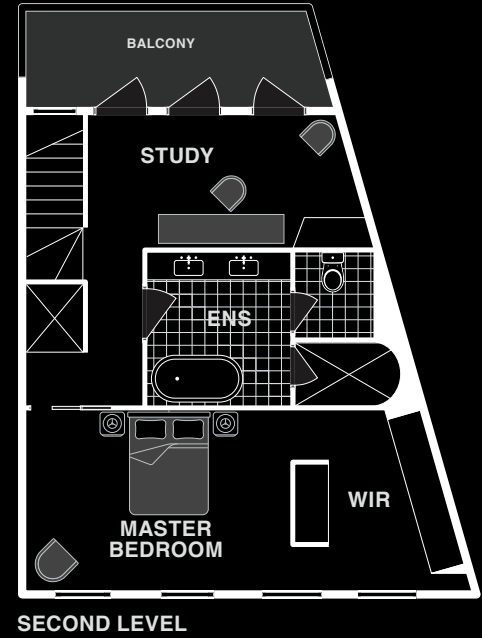 BALCONY
STUDY
ENS
WIR
MASTER
BEDROOM
SECOND LEVEL